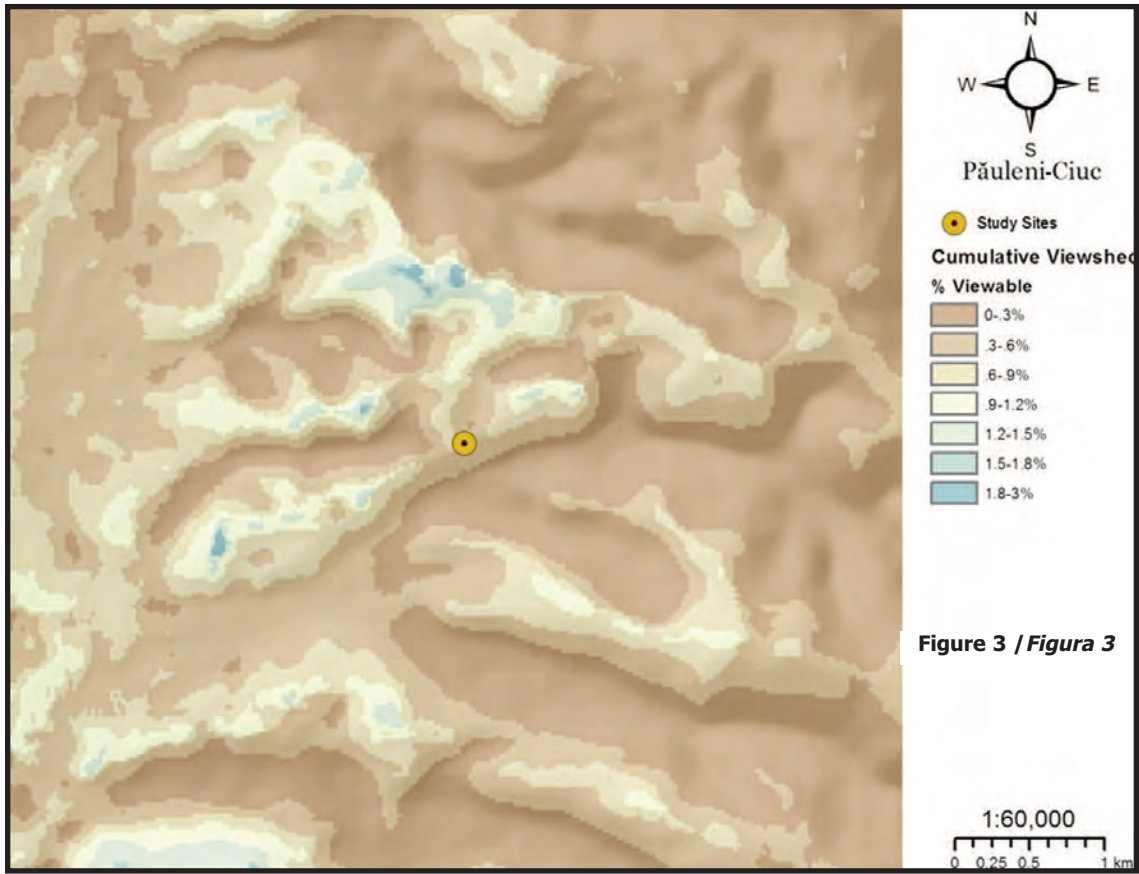 N
W E
S
Păuleni-Ciuc
Study Sites
Cumulative Viewshed
% Viewable
0-.3%
.3-.6%
.6-.9%
.9-1.2%
1.2-1.5%
1.5-1.8%
1.8-3%
Figure 3 / Figura 3
1:60,000
0 0.25 0.5 1 km